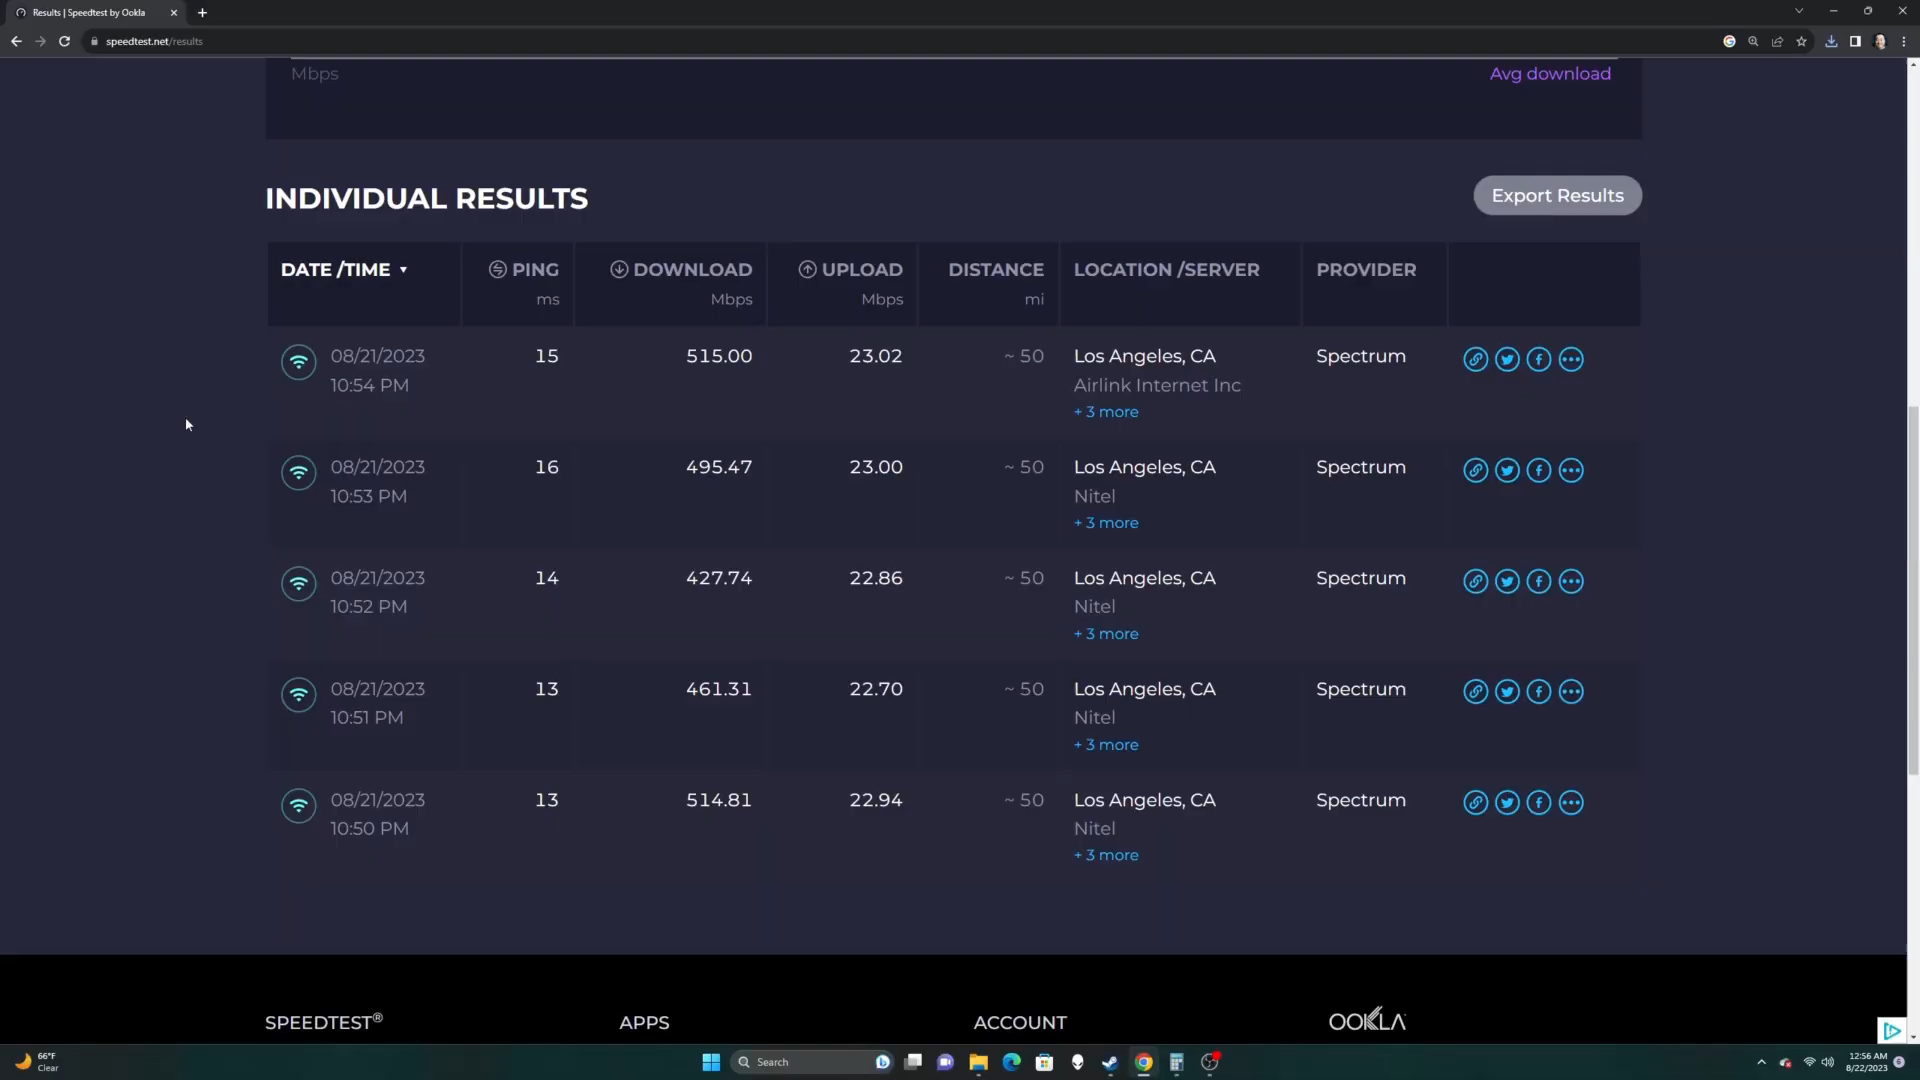 Results | Speedtest by Ookla
speedtest.net/results
Mbps
Avg download
INDIVIDUAL RESULTS
Export Results
DATE /TIME PING DOWNLOAD UPLOAD DISTANCE LOCATION /SERVER PROVIDER
ms Mbps Mbps mi
08/21/2023 15 515.00 23.02 ~ 50 Los Angeles, CA Spectrum
10:54 PM Airlink Internet Inc
+ 3 more
08/21/2023 16 495.47 23.00 ~ 50 Los Angeles, CA Spectrum
10:53 PM Nitel
+ 3 more
08/21/2023 14 427.74 22.86 ~ 50 Los Angeles, CA Spectrum
10:52 PM Nitel
+ 3 more
08/21/2023 13 461.31 22.70 ~ 50 Los Angeles, CA Spectrum
10:51 PM Nitel
+ 3 more
08/21/2023 13 514.81 22.94 ~ 50 Los Angeles, CA Spectrum
10:50 PM Nitel
+ 3 more
SPEEDTEST® APPS ACCOUNT OOKLA
66°F
Clear
Search
12:56 AM
8/22/2023
6